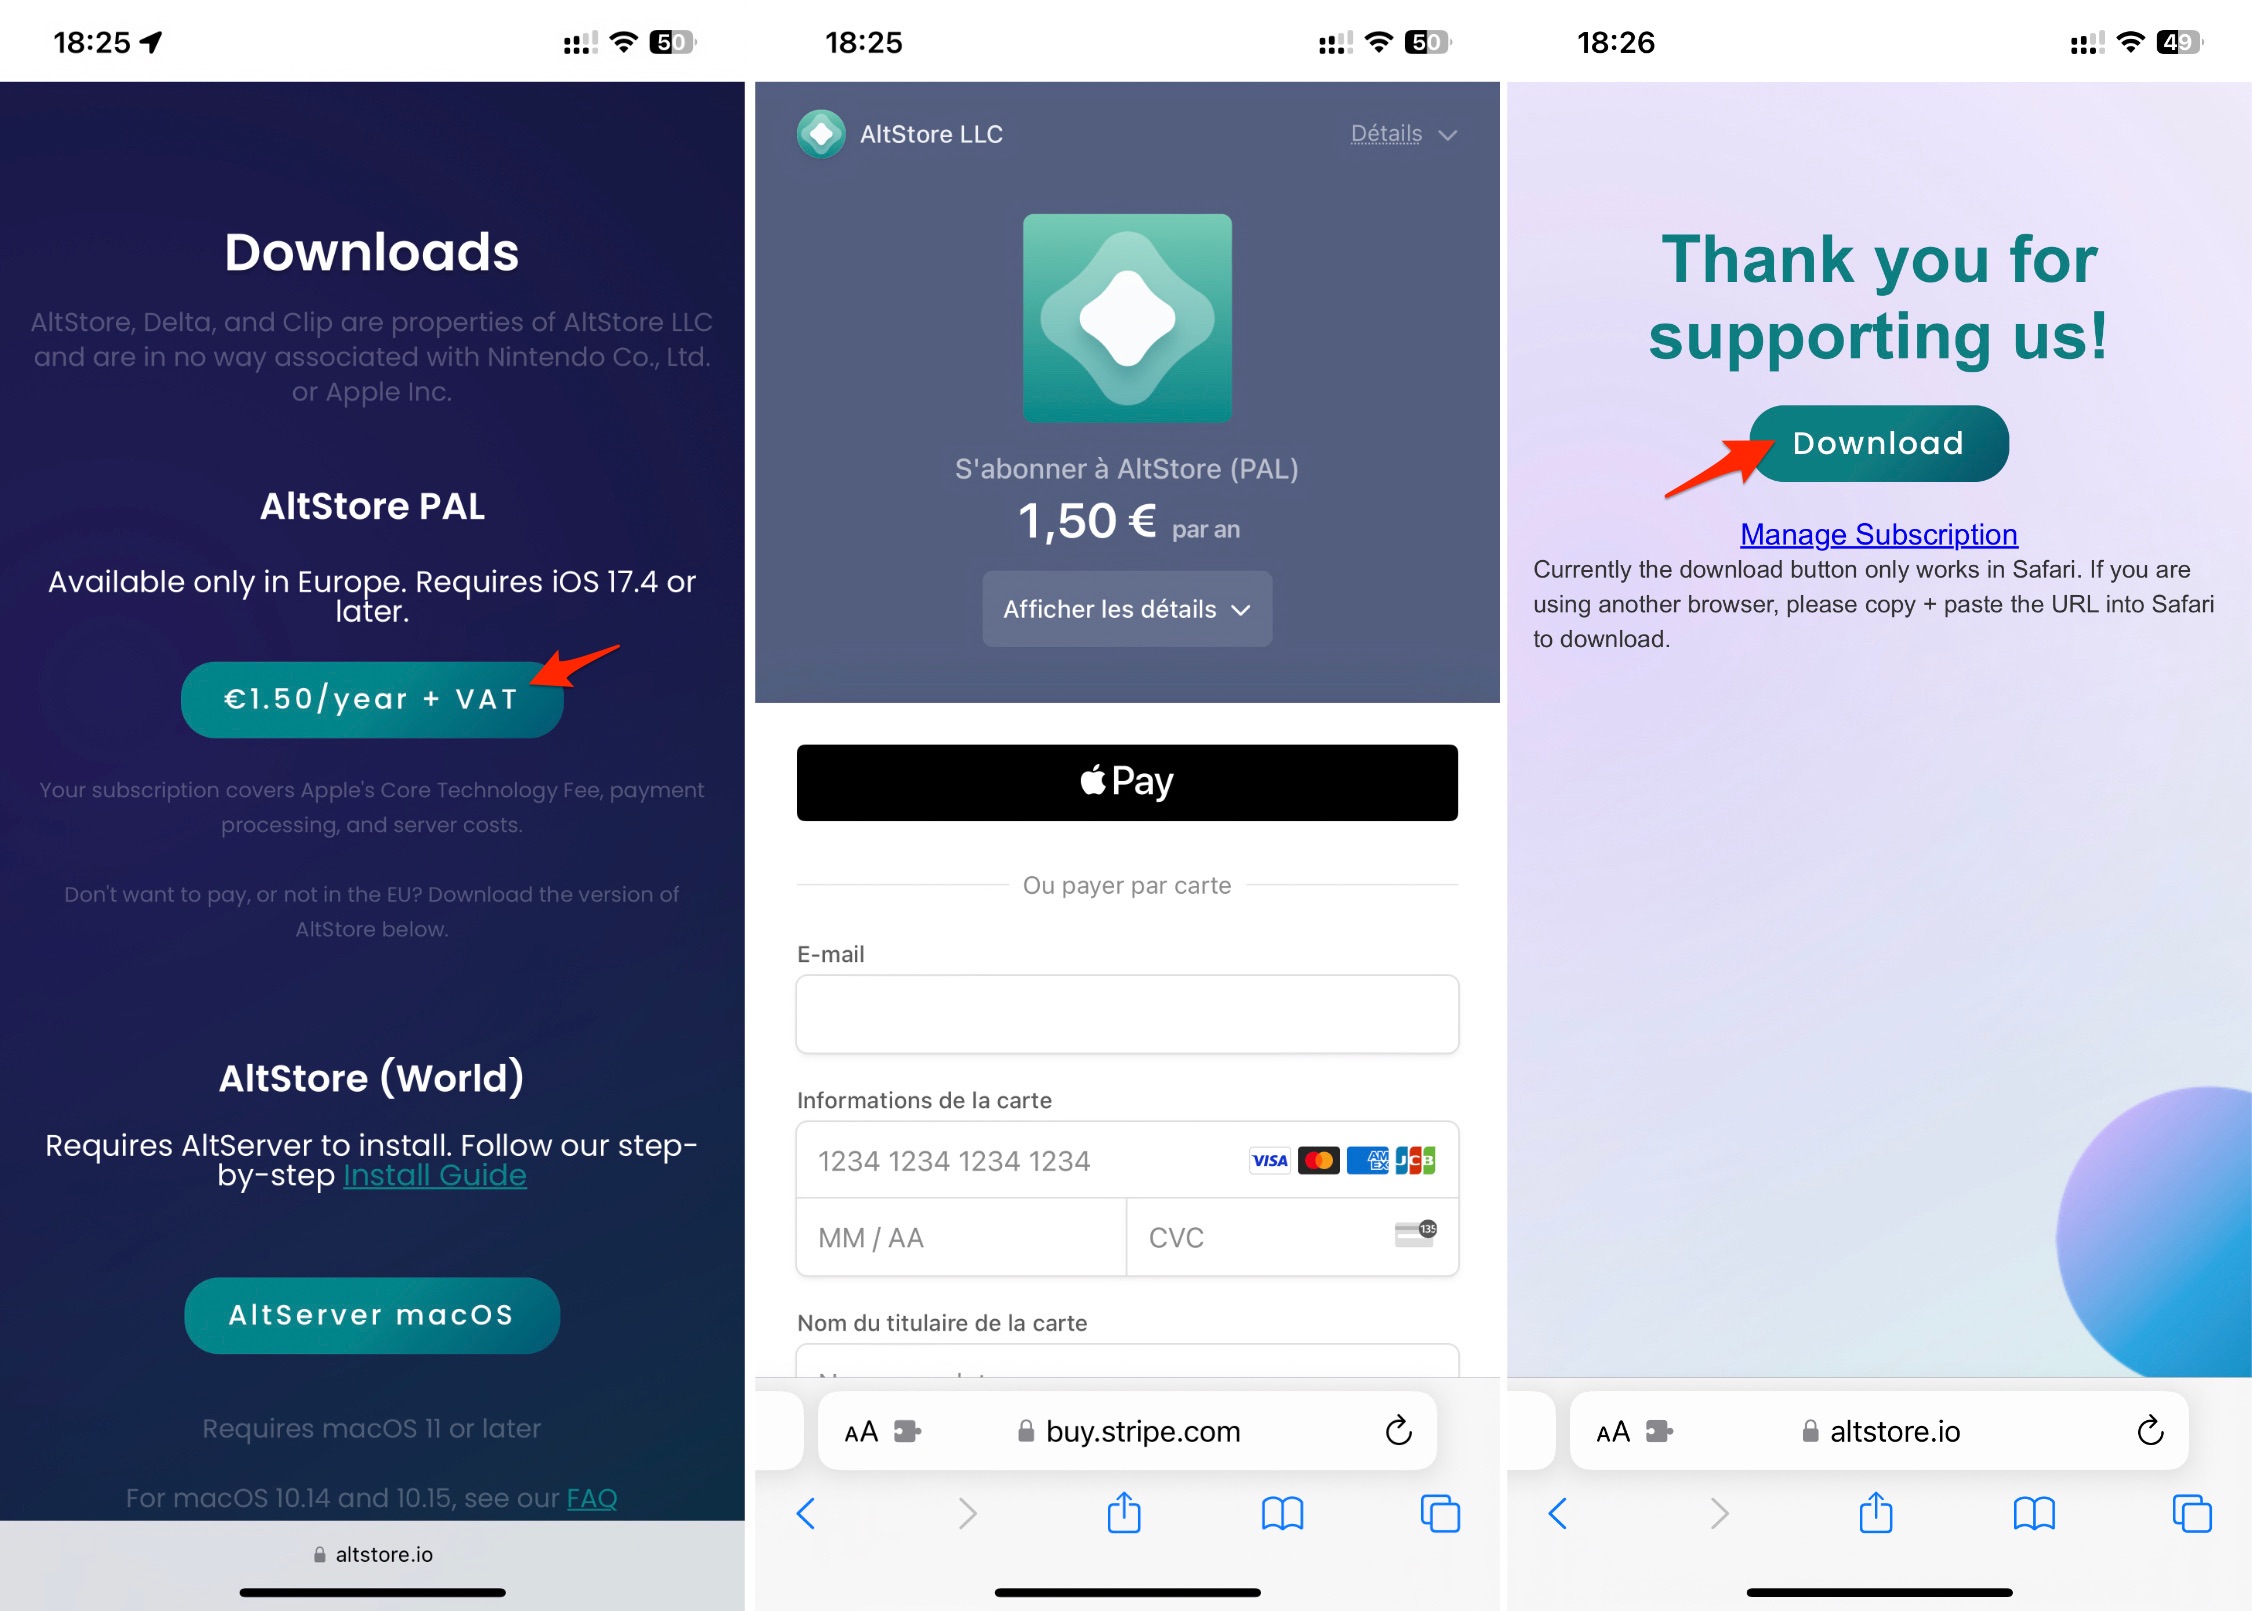 18:25
50
Downloads
AltStore, Delta, and Clip are properties of AltStore LLC
and are in no way associated with Nintendo Co., Ltd.
or Apple Inc.
AltStore PAL
Available only in Europe. Requires iOS 17.4 or
later.
€1.50/year + VAT
Your subscription covers Apple's Core Technology Fee, payment
processing, and server costs.
Don't want to pay, or not in the EU? Download the version of
AltStore below.
AltStore (World)
Requires AltServer to install. Follow our step-
by-step Install Guide
AltServer macOS
Requires macOS 11 or later
For macOS 10.14 and 10.15, see our FAQ
altstore.io
18:25
50
AltStore LLC
Détails
S'abonner à AltStore (PAL)
1,50 € par an
Afficher les détails
Pay
Ou payer par carte
E-mail
Informations de la carte
1234 1234 1234 1234
VISA
AM
EX
JCB
MM / AA
CVC
135
Nom du titulaire de la carte
AA
buy.stripe.com
18:26
49
Thank you for
supporting us!
Download
Manage Subscription
Currently the download button only works in Safari. If you are
using another browser, please copy + paste the URL into Safari
to download.
AA
altstore.io